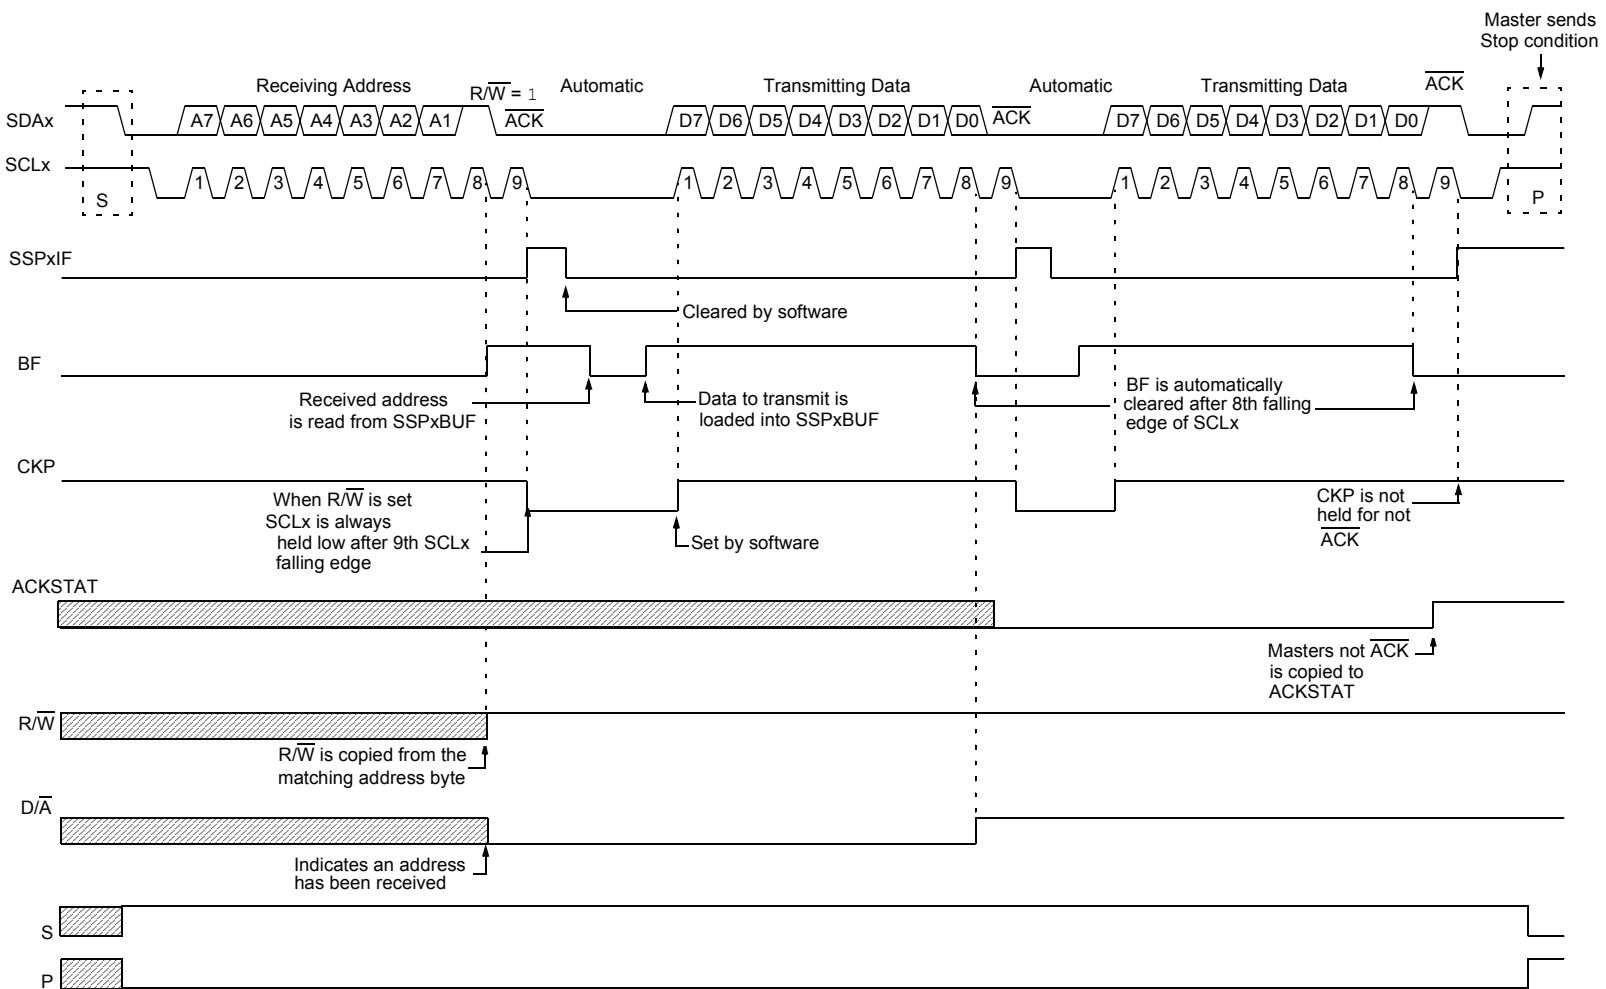 Master sends
Stop condition
Receiving Address
R/W̅ = 1
Automatic
Transmitting Data
Automatic
Transmitting Data
A̅C̅K̅
SDAx
A7 A6 A5 A4 A3 A2 A1
A̅C̅K̅
D7 D6 D5 D4 D3 D2 D1 D0
A̅C̅K̅
D7 D6 D5 D4 D3 D2 D1 D0
SCLx
S
1 2 3 4 5 6 7 8 9
1 2 3 4 5 6 7 8 9
1 2 3 4 5 6 7 8 9
P
SSPxIF
Cleared by software
BF
Received address
is read from SSPxBUF
Data to transmit is
loaded into SSPxBUF
BF is automatically
cleared after 8th falling
edge of SCLx
CKP
When R/W̅ is set
SCLx is always
held low after 9th SCLx
falling edge
Set by software
CKP is not
held for not
A̅C̅K̅
ACKSTAT
Masters not A̅C̅K̅
is copied to
ACKSTAT
R/W̅
R/W̅ is copied from the
matching address byte
D/A̅
Indicates an address
has been received
S
P